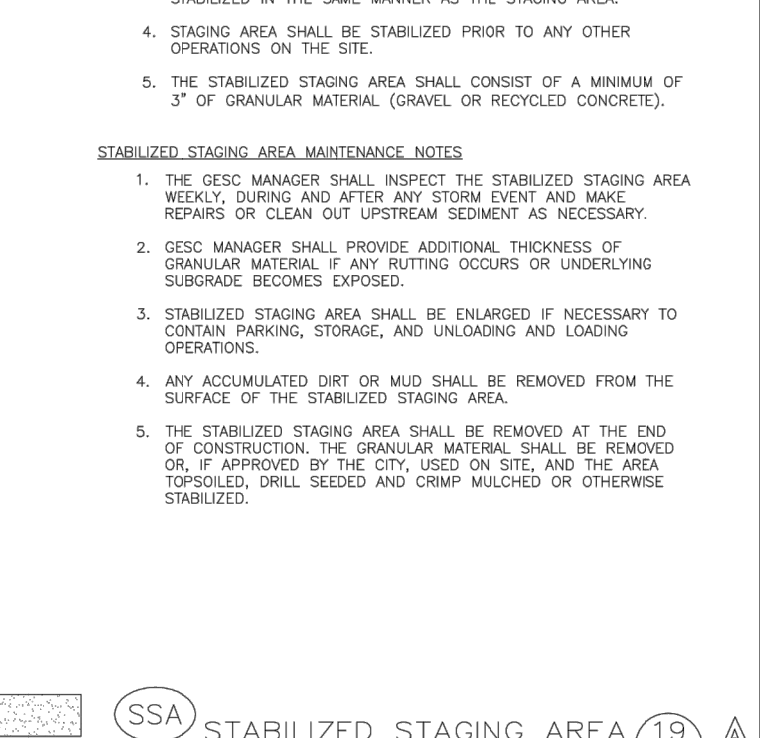 STABILIZED IN THE SAME MANNER AS THE STAGING AREA.
4. STAGING AREA SHALL BE STABILIZED PRIOR TO ANY OTHER
OPERATIONS ON THE SITE.
5. THE STABILIZED STAGING AREA SHALL CONSIST OF A MINIMUM OF
3" OF GRANULAR MATERIAL (GRAVEL OR RECYCLED CONCRETE).
STABILIZED STAGING AREA MAINTENANCE NOTES
1. THE GESC MANAGER SHALL INSPECT THE STABILIZED STAGING AREA
WEEKLY, DURING AND AFTER ANY STORM EVENT AND MAKE
REPAIRS OR CLEAN OUT UPSTREAM SEDIMENT AS NECESSARY.
2. GESC MANAGER SHALL PROVIDE ADDITIONAL THICKNESS OF
GRANULAR MATERIAL IF ANY RUTTING OCCURS OR UNDERLYING
SUBGRADE BECOMES EXPOSED.
3. STABILIZED STAGING AREA SHALL BE ENLARGED IF NECESSARY TO
CONTAIN PARKING, STORAGE, AND UNLOADING AND LOADING
OPERATIONS.
4. ANY ACCUMULATED DIRT OR MUD SHALL BE REMOVED FROM THE
SURFACE OF THE STABILIZED STAGING AREA.
5. THE STABILIZED STAGING AREA SHALL BE REMOVED AT THE END
OF CONSTRUCTION. THE GRANULAR MATERIAL SHALL BE REMOVED
OR, IF APPROVED BY THE CITY, USED ON SITE, AND THE AREA
TOPSOILED, DRILL SEEDED AND CRIMP MULCHED OR OTHERWISE
STABILIZED.
SSA STABILIZED STAGING AREA 19